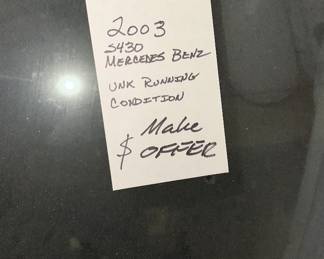 2003
S430
MERCEDES BENZ
UNK RUNNING
CONDITION
Make
$ OFFER